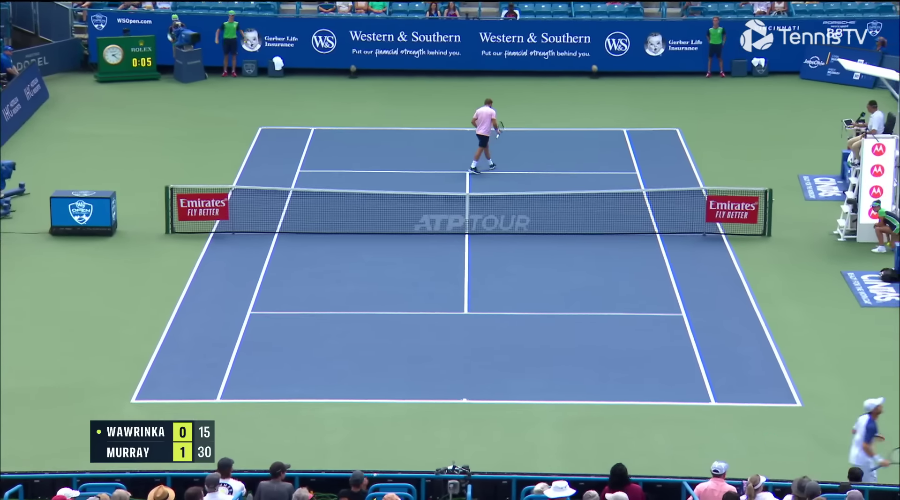 WSOpen.com
ROLEX
0:05
Gerber Life
Insurance
W&S
Western & Southern
Put our financial strength behind you.
Western & Southern
Put our financial strength behind you.
W&S
Gerber Life
Insurance
CINCINNATI
TennisTV
Emirates
FLY BETTER
ATP TOUR
Emirates
FLY BETTER
OPEN
WAWRINKA 0 15
MURRAY 1 30